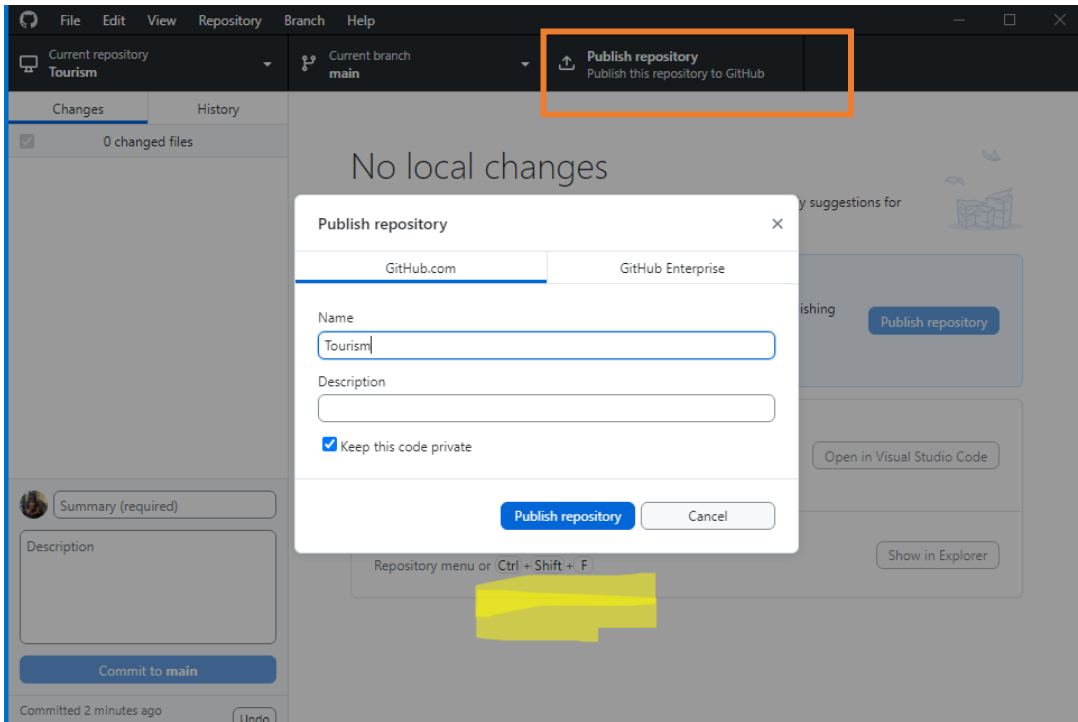 File Edit View Repository Branch Help
Current repository
Tourism
Current branch
main
Publish repository
Publish this repository to GitHub
Changes History
0 changed files
No local changes
y suggestions for
Publish repository
GitHub.com GitHub Enterprise
Name
Tourism
Description
Keep this code private
Publish repository Cancel
ishing
Publish repository
Open in Visual Studio Code
Repository menu or Ctrl + Shift + F
Show in Explorer
Summary (required)
Description
Commit to main
Committed 2 minutes ago
Undo